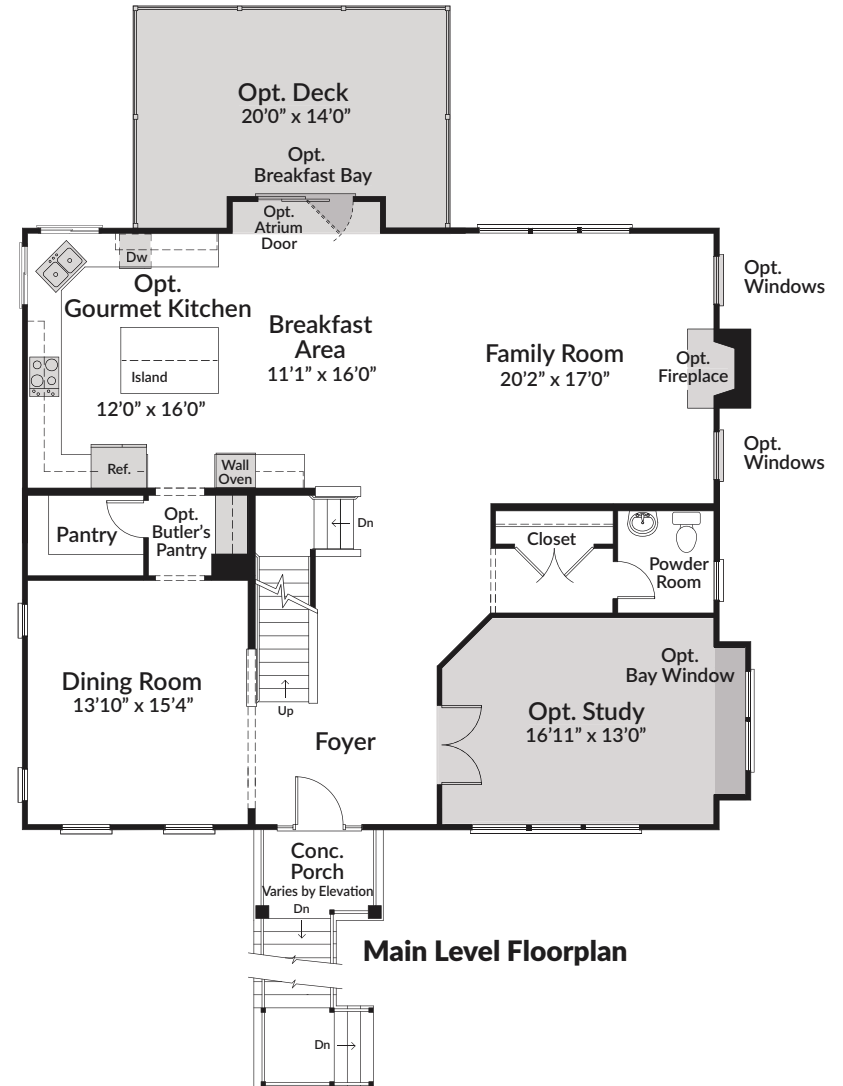 Opt. Deck
20’0” x 14’0”
Opt.
Breakfast Bay
Opt.
Atrium
Door
Dw
Opt.
Gourmet Kitchen
Island
12’0” x 16’0”
Breakfast
Area
11’1” x 16’0”
Family Room
20’2” x 17’0”
Opt.
Windows
Opt.
Fireplace
Opt.
Windows
Ref.
Wall
Oven
Pantry
Opt.
Butler’s
Pantry
Dn
Closet
Powder
Room
Dining Room
13’10” x 15’4”
Up
Foyer
Opt.
Bay Window
Opt. Study
16’11” x 13’0”
Conc.
Porch
Varies by Elevation
Dn
Main Level Floorplan
Dn